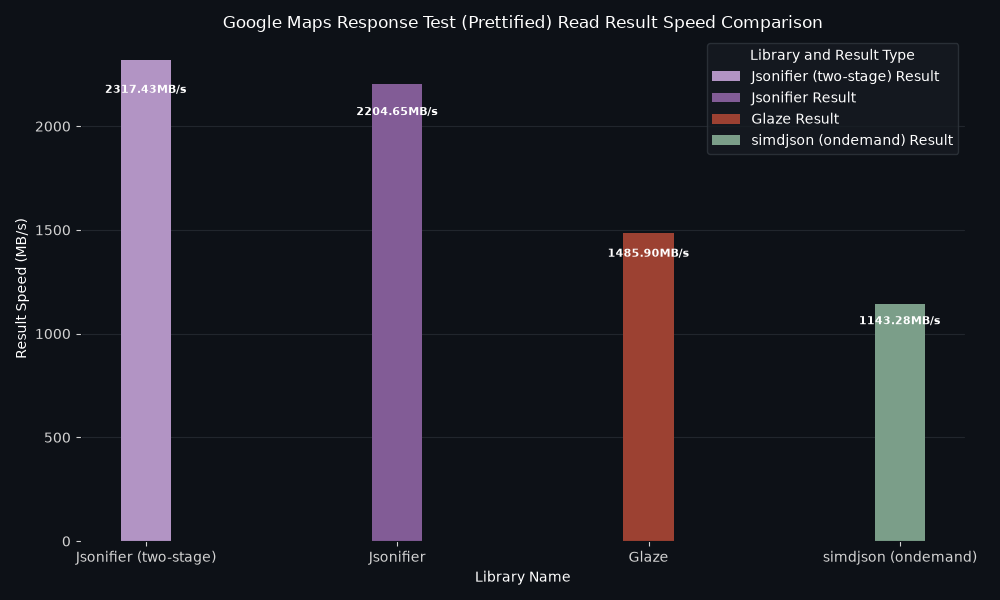 Google Maps Response Test (Prettified) Read Result Speed Comparison
Library and Result Type
Jsonifier (two-stage) Result
Jsonifier Result
Glaze Result
simdjson (ondemand) Result
2317.43MB/s
2204.65MB/s
1485.90MB/s
1143.28MB/s
Result Speed (MB/s)
2000
1500
1000
500
0
Jsonifier (two-stage)
Jsonifier
Glaze
simdjson (ondemand)
Library Name